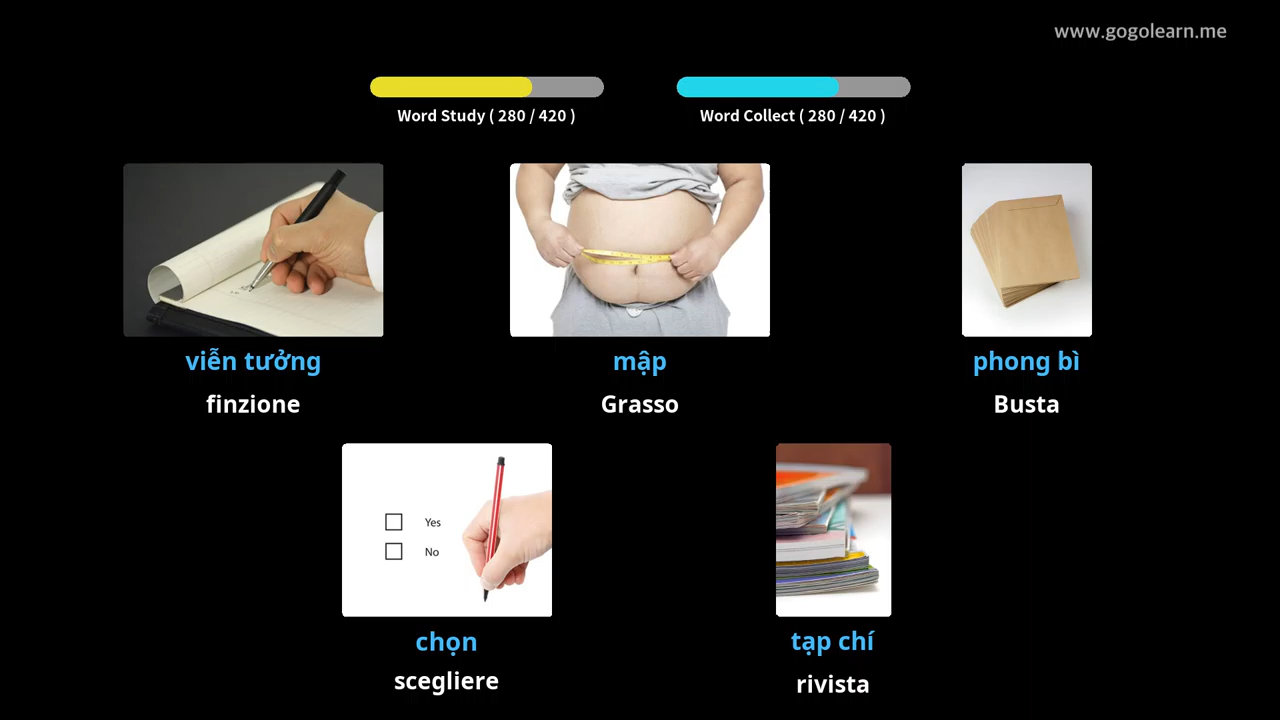 www.gogolearn.me
Word Study ( 280 / 420 )
Word Collect ( 280 / 420 )
viễn tưởng
finzione
mập
Grasso
phong bì
Busta
Yes
No
chọn
scegliere
tạp chí
rivista